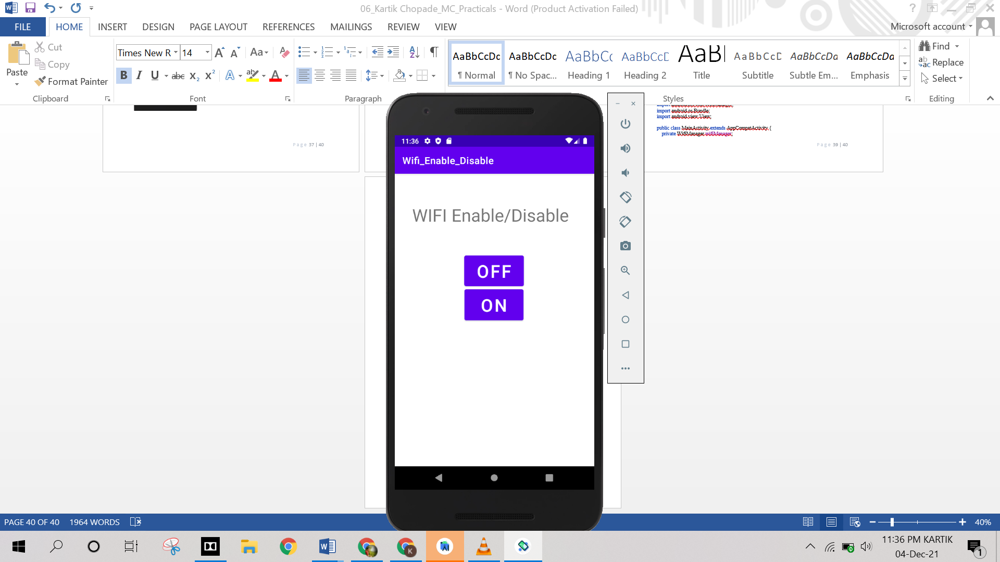 06_Kartik Chopade_MC_Practicals - Word (Product Activation Failed)
FILE HOME INSERT DESIGN PAGE LAYOUT REFERENCES MAILINGS REVIEW VIEW Microsoft account
Paste
Cut
Copy
Format Painter
Clipboard
Times New R 14
Font
Paragraph
AaBbCcDc AaBbCcDc AaBbCc AaBbCcD AaBl AaBbCcD AaBbCcDa AaBbCcDa
¶ Normal ¶ No Spac... Heading 1 Heading 2 Title Subtitle Subtle Em... Emphasis
Styles
Find
Replace
Select
Editing
import android.os.Bundle;
import android.view.View;
public class MainActivity extends AppCompatActivity {
private WifiManager wifiManager;
Page 37 | 40
Page 39 | 40
11:36
Wifi_Enable_Disable
WIFI Enable/Disable
OFF
ON
PAGE 40 OF 40 1964 WORDS 40%
11:36 PM KARTIK
04-Dec-21
1